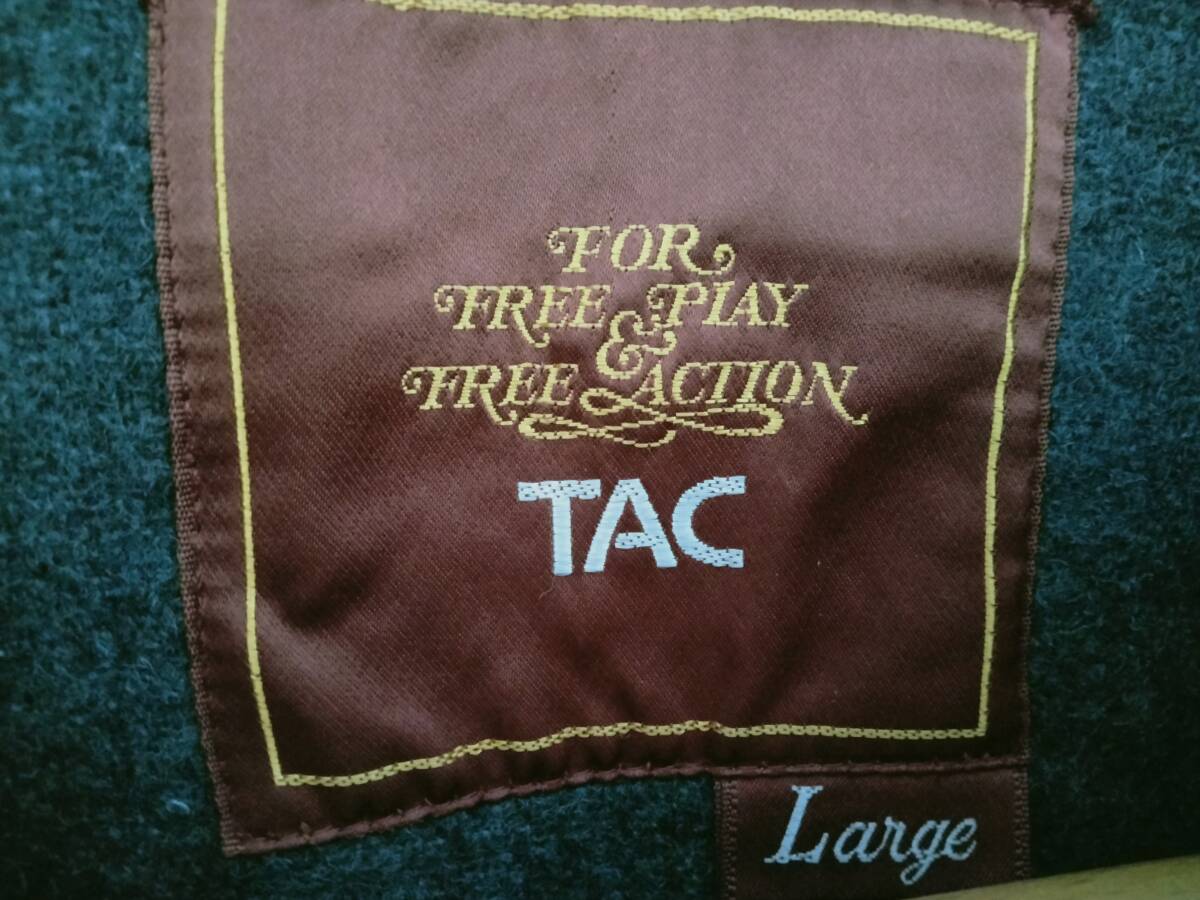 FOR
FREE PLAY
&
FREE ACTION
TAC
Large